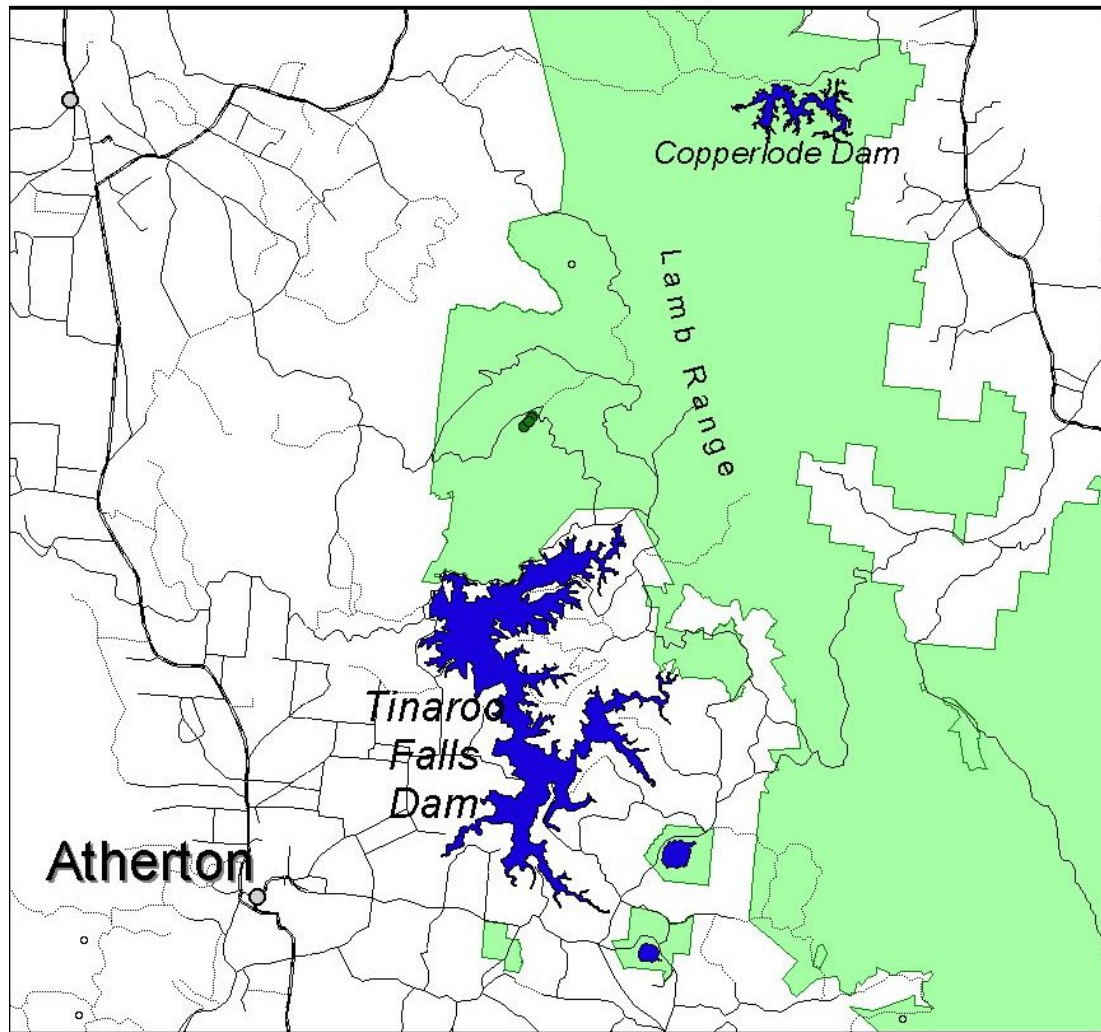 Copperlode Dam
Lamb Range
Tinaroo
Falls
Dam
Atherton